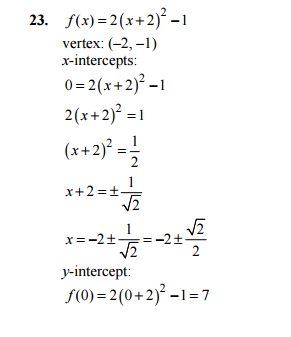 23. f(x) = 2(x+2)² − 1
vertex: (−2, −1)
x-intercepts:
0 = 2(x+2)² − 1
2(x+2)² = 1
(x+2)² = 1/2
x + 2 = ± 1/√2
x = −2 ± 1/√2 = −2 ± √2/2
y-intercept:
f(0) = 2(0+2)² − 1 = 7